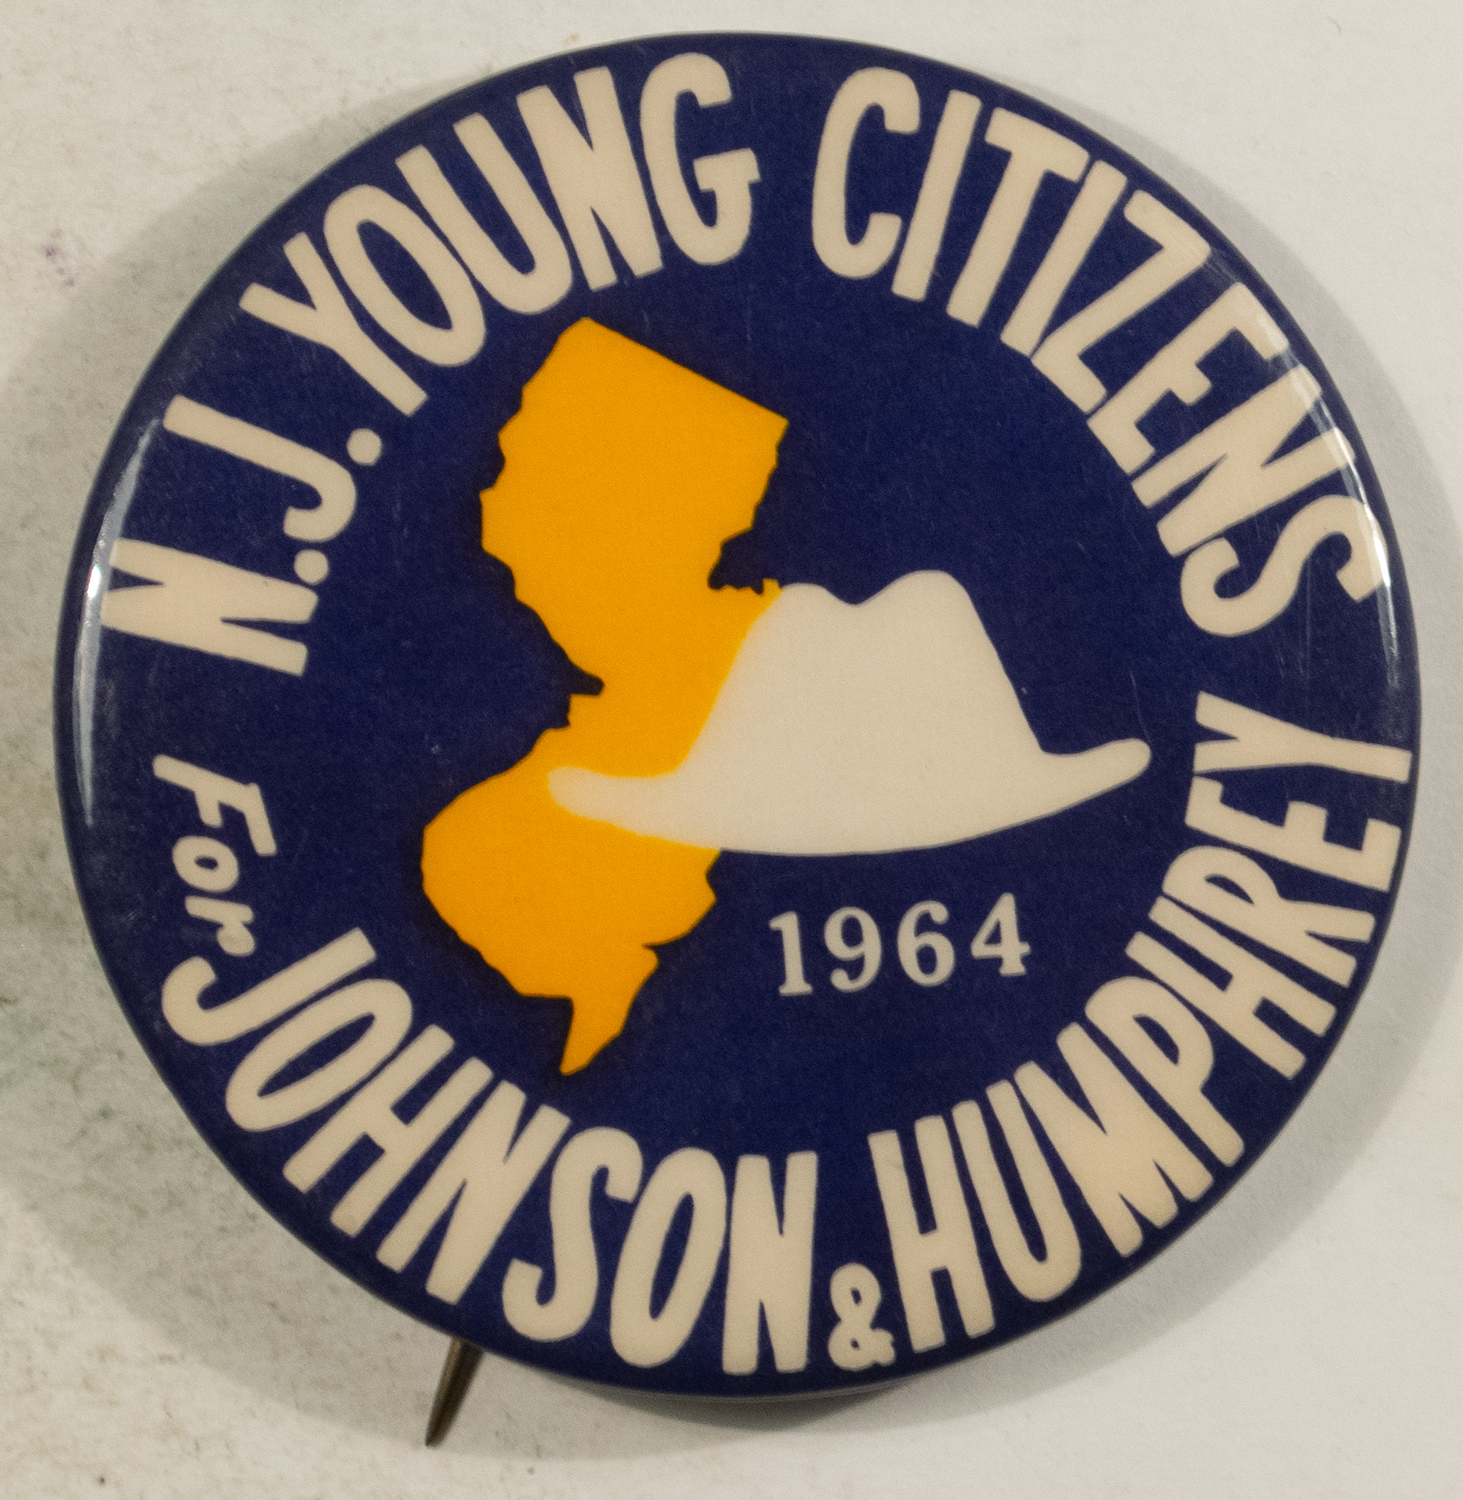 N.J. YOUNG CITIZENS
For JOHNSON & HUMPHREY
1964